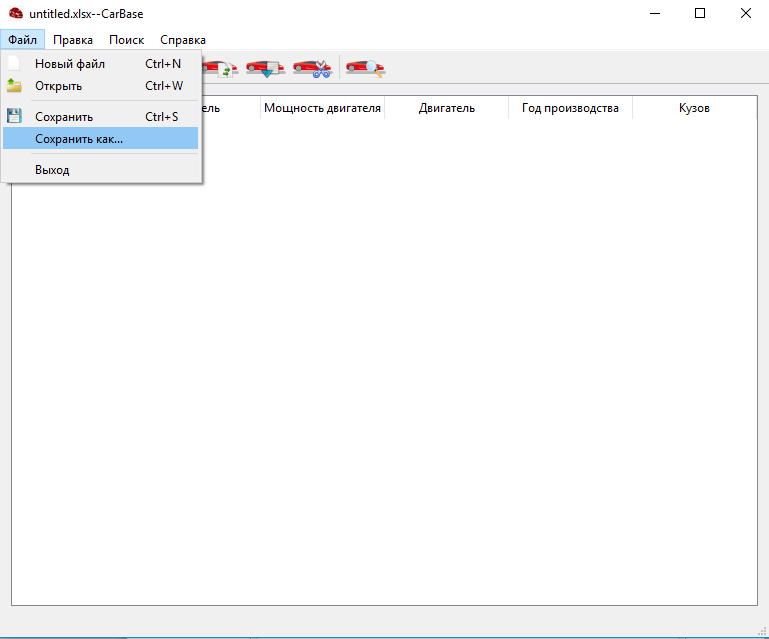 untitled.xlsx--CarBase
Файл Правка Поиск Справка
Новый файл Ctrl+N
Открыть Ctrl+W
Сохранить Ctrl+S
Сохранить как...
Выход
Мощность двигателя Двигатель Год производства Кузов